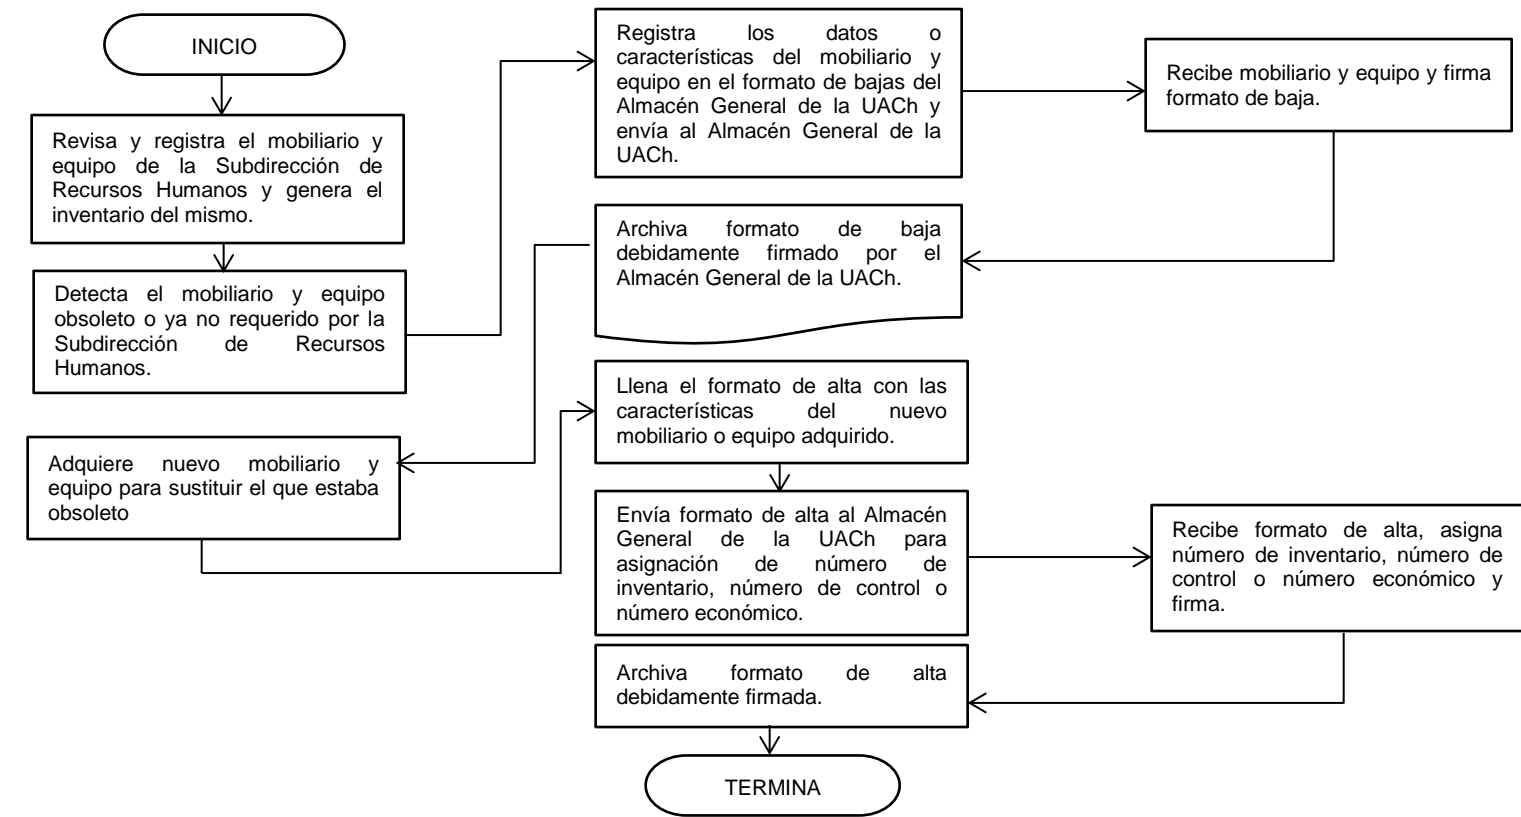 INICIO
Revisa y registra el mobiliario y
equipo de la Subdirección de
Recursos Humanos y genera el
inventario del mismo.
Detecta el mobiliario y equipo
obsoleto o ya no requerido por la
Subdirección de Recursos
Humanos.
Registra los datos o
características del mobiliario y
equipo en el formato de bajas del
Almacén General de la UACh y
envía al Almacén General de la
UACh.
Recibe mobiliario y equipo y firma
formato de baja.
Archiva formato de baja
debidamente firmado por el
Almacén General de la UACh.
Adquiere nuevo mobiliario y
equipo para sustituir el que estaba
obsoleto
Llena el formato de alta con las
características del nuevo
mobiliario o equipo adquirido.
Envía formato de alta al Almacén
General de la UACh para
asignación de número de
inventario, número de control o
número económico.
Recibe formato de alta, asigna
número de inventario, número de
control o número económico y
firma.
Archiva formato de alta
debidamente firmada.
TERMINA